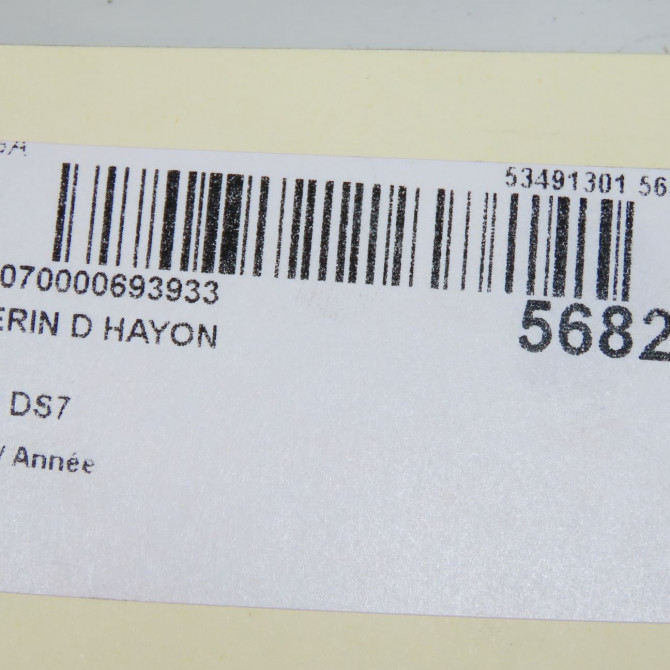 53491301 56
070000693933
ERIN D HAYON
5682
DS7
/ Année